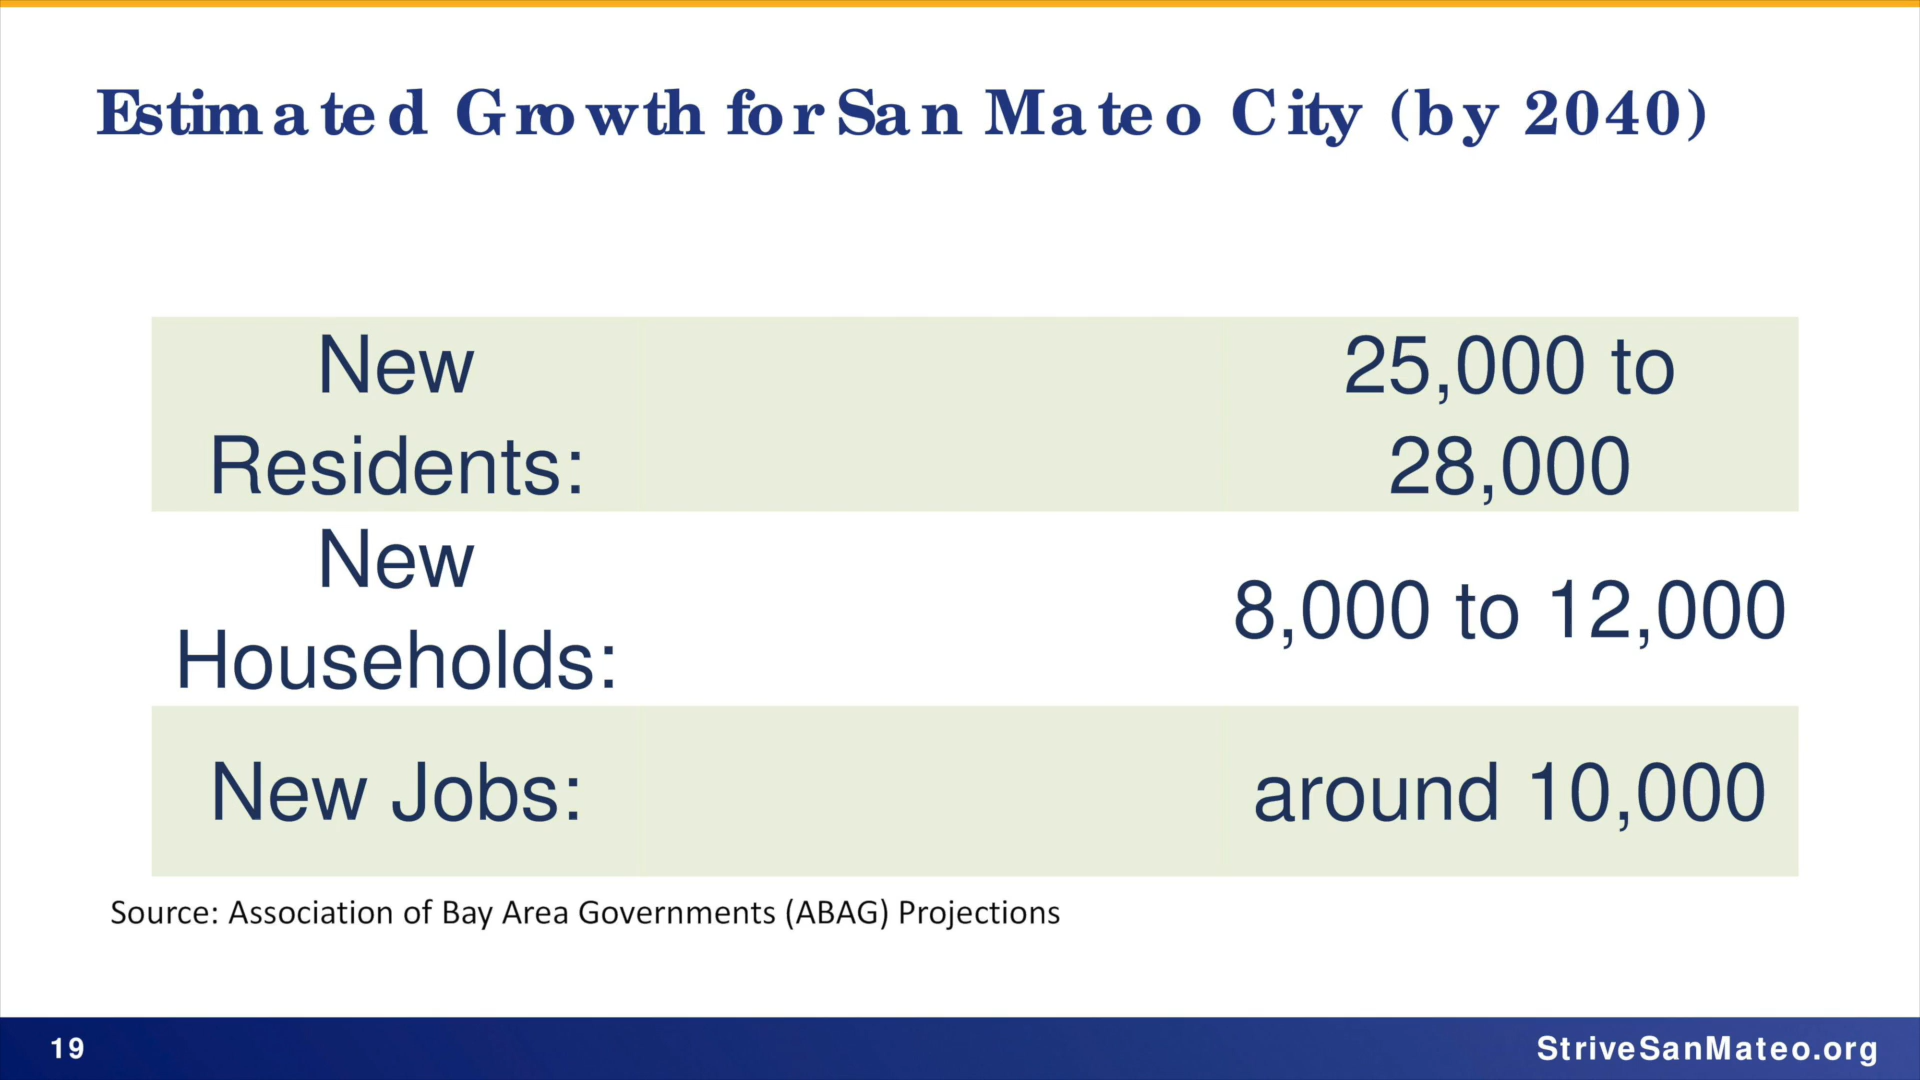 Estimated Growth for San Mateo City (by 2040)
New
Residents:
25,000 to
28,000
New
Households:
8,000 to 12,000
New Jobs:
around 10,000
Source: Association of Bay Area Governments (ABAG) Projections
19
StriveSanMateo.org